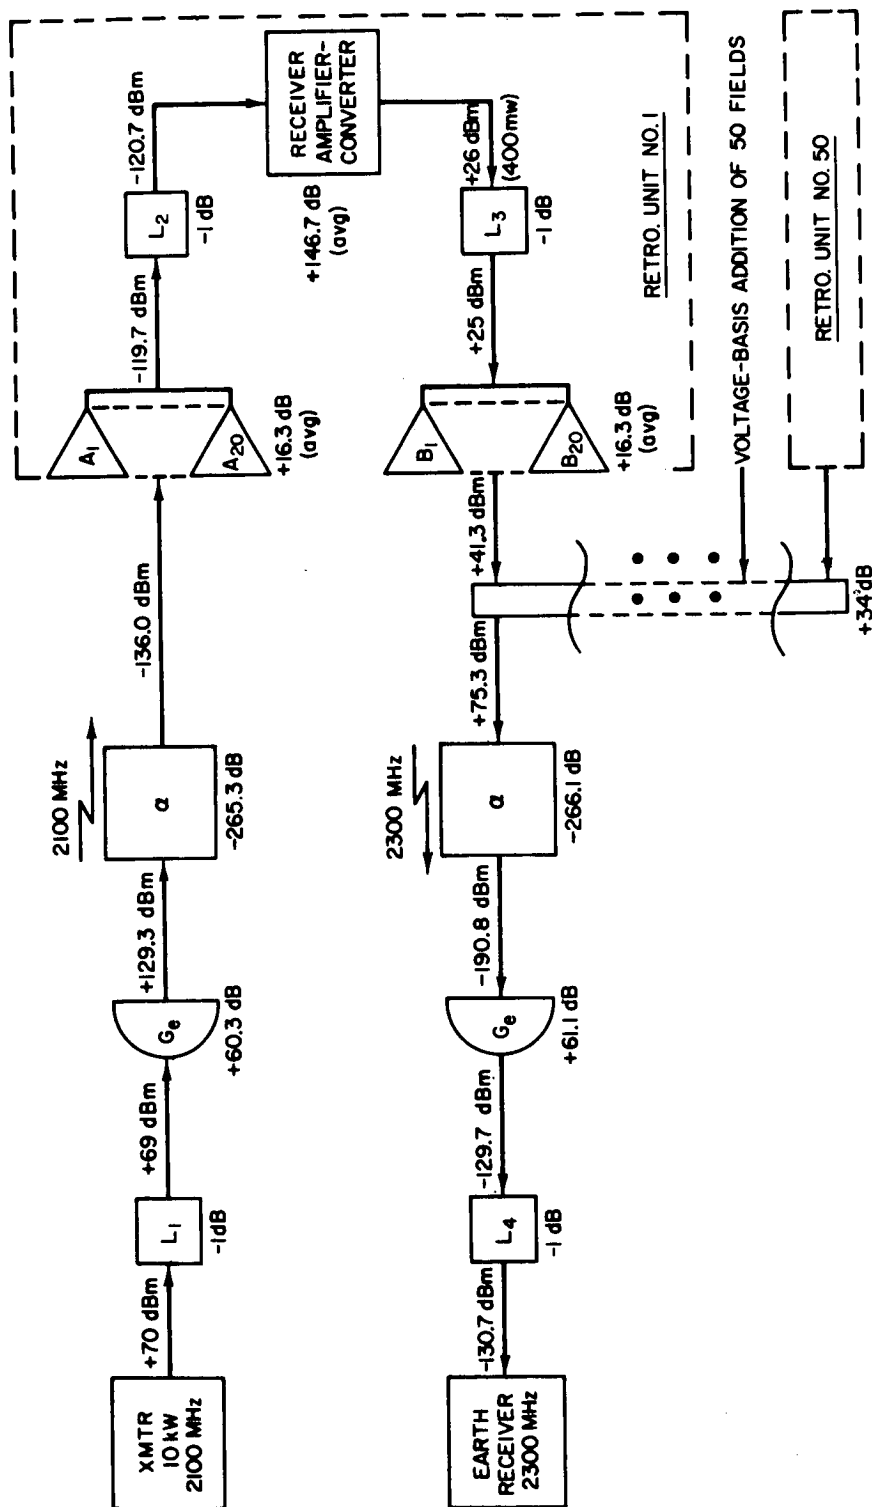 XMTR
10 kW
2100 MHz
+70 dBm
L1
-1 dB
+69 dBm
Ge
+60.3 dB
+129.3 dBm
2100 MHz
α
-265.3 dB
-136.0 dBm
A1
A20
+16.3 dB
(avg)
-119.7 dBm
L2
-1 dB
-120.7 dBm
RECEIVER
AMPLIFIER-
CONVERTER
+146.7 dB
(avg)
+26 dBm
(400mw)
L3
-1 dB
+25 dBm
B1
B20
+16.3 dB
(avg)
RETRO. UNIT NO. 1
+41.3 dBm
VOLTAGE-BASIS ADDITION OF 50 FIELDS
RETRO. UNIT NO. 50
+34 dB
+75.3 dBm
2300 MHz
α
-266.1 dB
-190.8 dBm
Ge
+61.1 dB
-129.7 dBm
L4
-1 dB
-130.7 dBm
EARTH
RECEIVER
2300 MHz